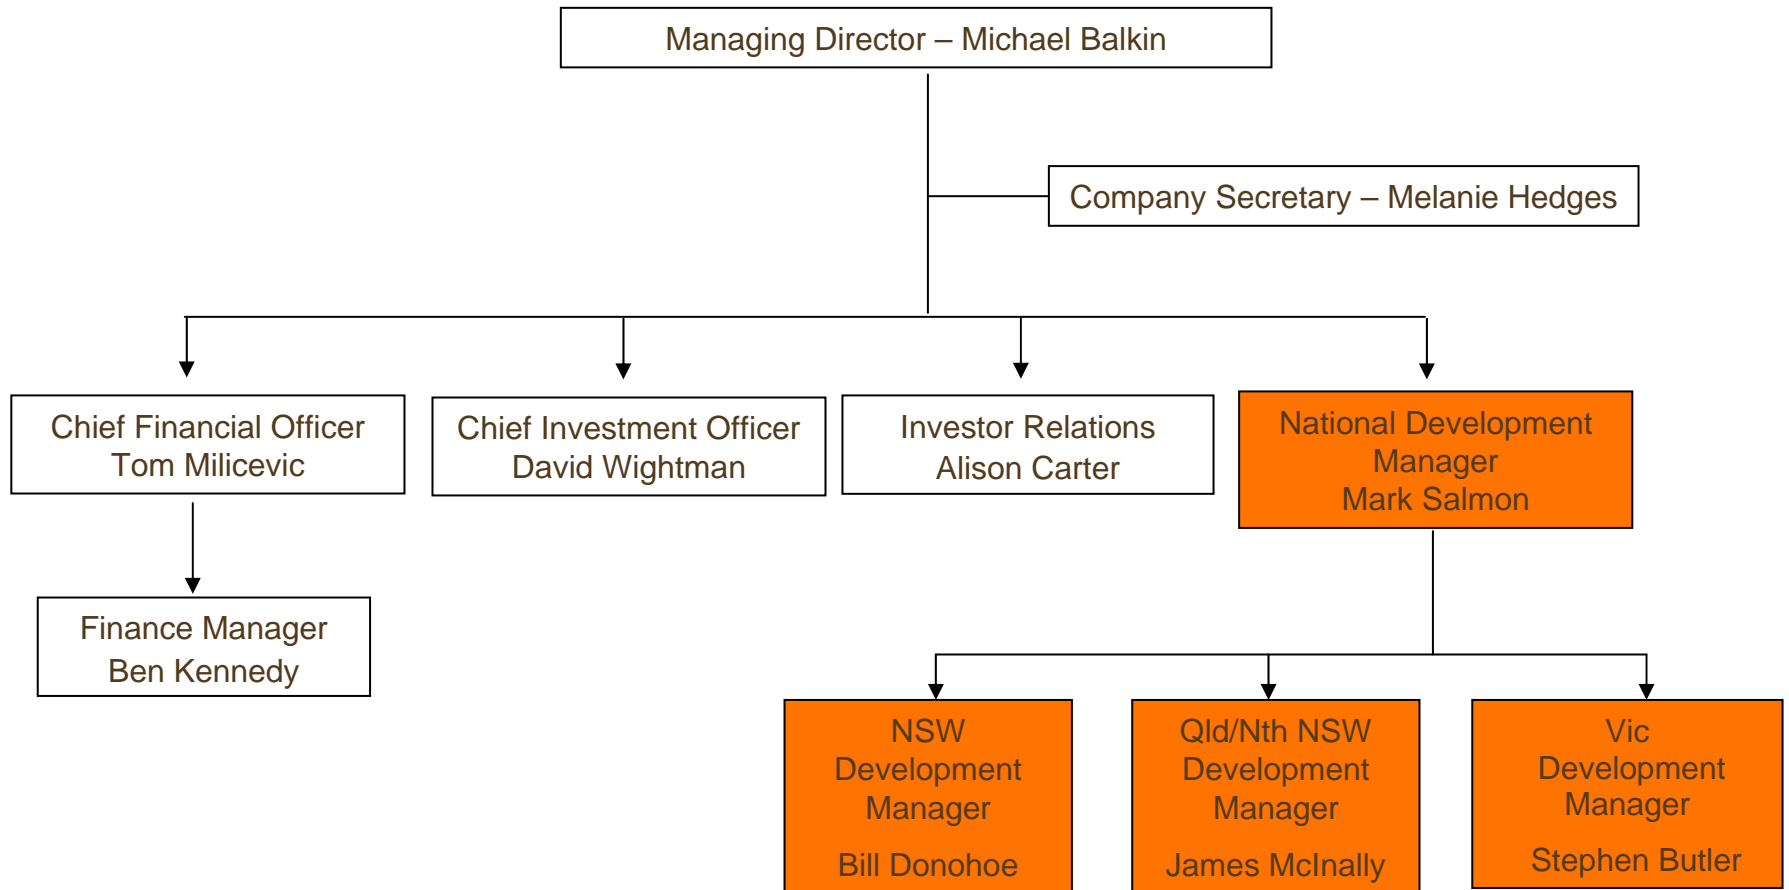 Managing Director – Michael Balkin
Company Secretary – Melanie Hedges
Chief Financial Officer
Tom Milicevic
Chief Investment Officer
David Wightman
Investor Relations
Alison Carter
National Development
Manager
Mark Salmon
Finance Manager
Ben Kennedy
NSW
Development
Manager
Bill Donohoe
Qld/Nth NSW
Development
Manager
James McInally
Vic
Development
Manager
Stephen Butler